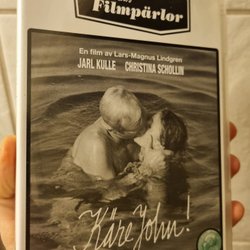 Filmpärlor
En film av Lars-Magnus Lindgren
JARL KULLE CHRISTINA SCHOLLIN
"Käre John!